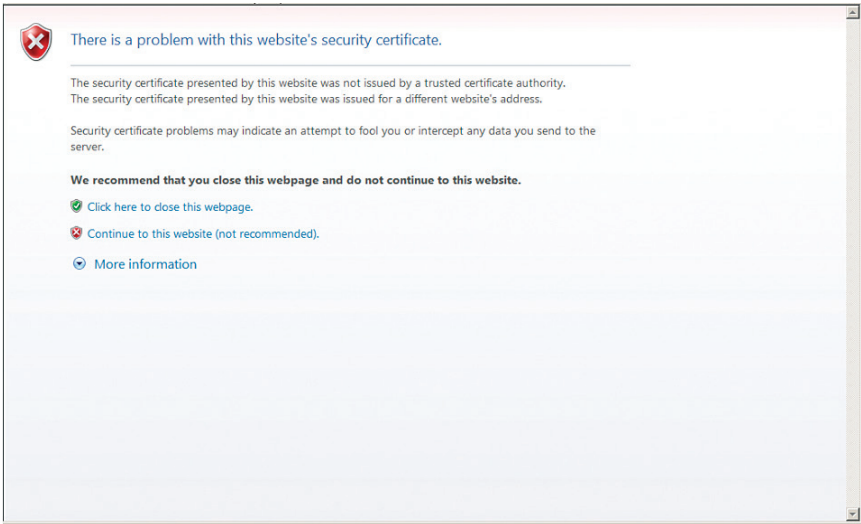 There is a problem with this website's security certificate.
The security certificate presented by this website was not issued by a trusted certificate authority.
The security certificate presented by this website was issued for a different website's address.
Security certificate problems may indicate an attempt to fool you or intercept any data you send to the
server.
We recommend that you close this webpage and do not continue to this website.
Click here to close this webpage.
Continue to this website (not recommended).
More information